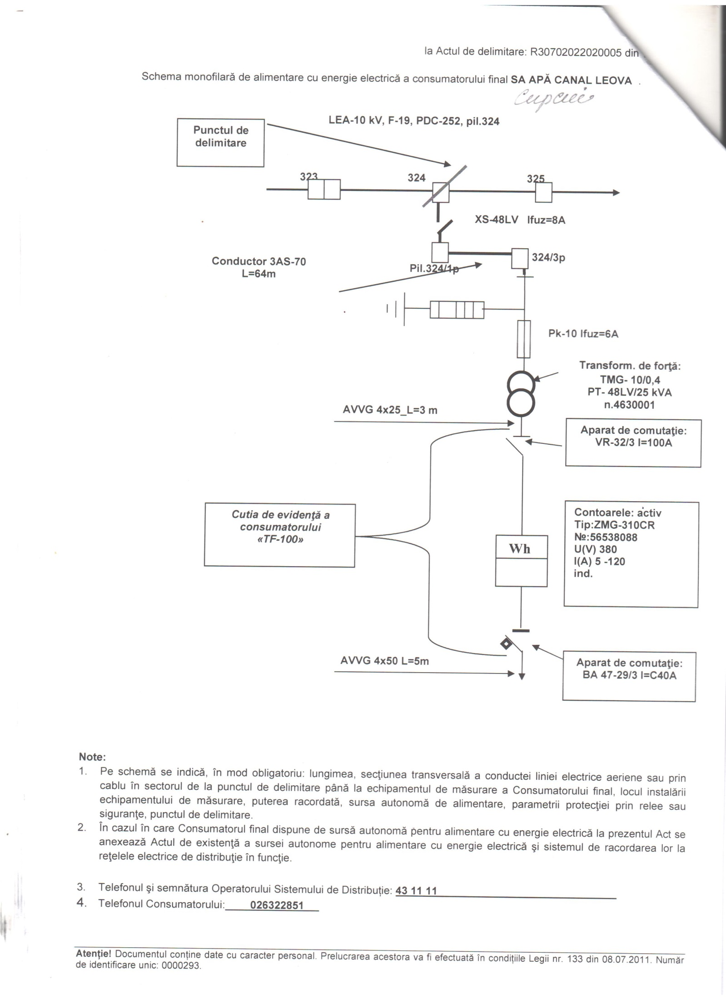 la Actul de delimitare: R30702022020005 din
Schema monofilară de alimentare cu energie electrică a consumatorului final SA APĂ CANAL LEOVA .
LEA-10 kV, F-19, PDC-252, pil.324
Punctul de
delimitare
323
324
325
XS-48LV Ifuz=8A
Conductor 3AS-70
L=64m
Pil.324/1p
324/3p
Pk-10 Ifuz=6A
Transform. de forţă:
TMG- 10/0,4
PT- 48LV/25 kVA
n.4630001
AVVG 4x25_L=3 m
Aparat de comutaţie:
VR-32/3 I=100A
Cutia de evidenţă a
consumatorului
«TF-100»
Wh
Contoarele: activ
Tip:ZMG-310CR
№:56538088
U(V) 380
I(A) 5 -120
ind.
AVVG 4x50 L=5m
Aparat de comutaţie:
BA 47-29/3 I=C40A
Note:
1. Pe schemă se indică, în mod obligatoriu: lungimea, secţiunea transversală a conductei liniei electrice aeriene sau prin
cablu în sectorul de la punctul de delimitare până la echipamentul de măsurare a Consumatorului final, locul instalării
echipamentului de măsurare, puterea racordată, sursa autonomă de alimentare, parametrii protecţiei prin relee sau
siguranţe, punctul de delimitare.
2. În cazul în care Consumatorul final dispune de sursă autonomă pentru alimentare cu energie electrică la prezentul Act se
anexează Actul de existenţă a sursei autonome pentru alimentare cu energie electrică şi sistemul de racordarea lor la
reţelele electrice de distribuţie în funcţie.
3. Telefonul şi semnătura Operatorului Sistemului de Distribuție: 43 11 11
4. Telefonul Consumatorului: 026322851
Atenție! Documentul conține date cu caracter personal. Prelucrarea acestora va fi efectuată în condițiile Legii nr. 133 din 08.07.2011. Număr
de identificare unic: 0000293.